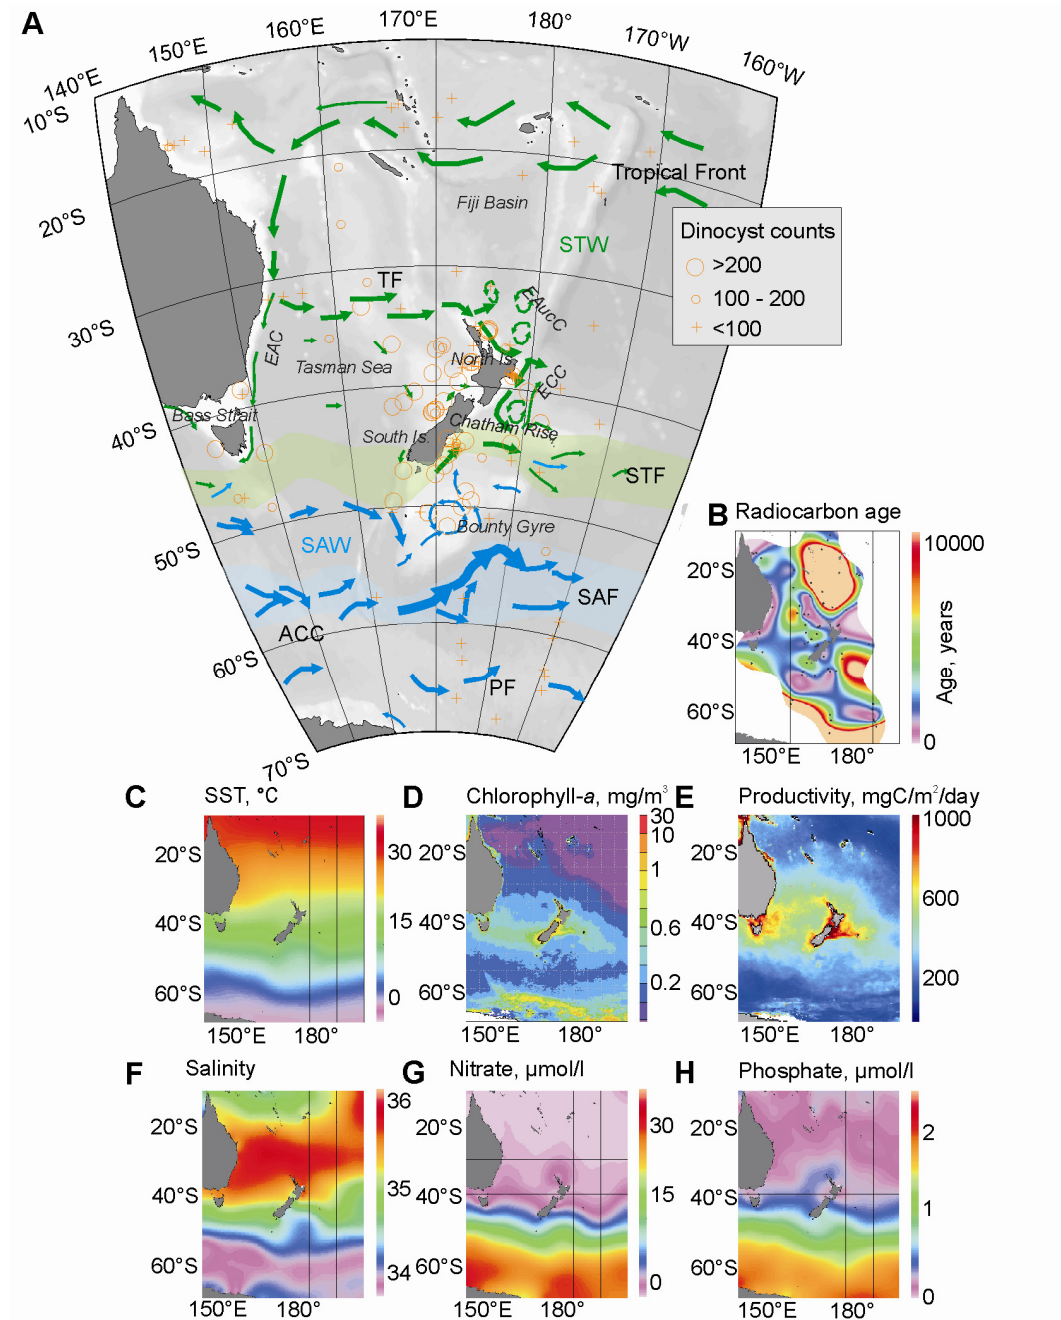 A
140°E
150°E
160°E
170°E
180°
170°W
160°W
10°S
20°S
30°S
40°S
50°S
60°S
70°S
Tropical Front
Fiji Basin
STW
Dinocyst counts
>200
100 - 200
<100
TF
EAucC
EAC
Tasman Sea
North Is.
ECC
Bass Strait
South Is.
Chatham Rise
STF
SAW
Bounty Gyre
SAF
ACC
PF
B Radiocarbon age
20°S
40°S
60°S
150°E 180°
10000
0
Age, years
C SST, °C
20°S
40°S
60°S
150°E 180°
30
15
0
D Chlorophyll-a, mg/m³
20°S
40°S
60°S
150°E 180°
30
10
1
0.6
0.2
E Productivity, mgC/m²/day
20°S
40°S
60°S
150°E 180°
1000
600
200
F Salinity
20°S
40°S
60°S
150°E 180°
36
35
34
G Nitrate, µmol/l
20°S
40°S
60°S
150°E 180°
30
15
0
H Phosphate, µmol/l
20°S
40°S
60°S
150°E 180°
2
1
0